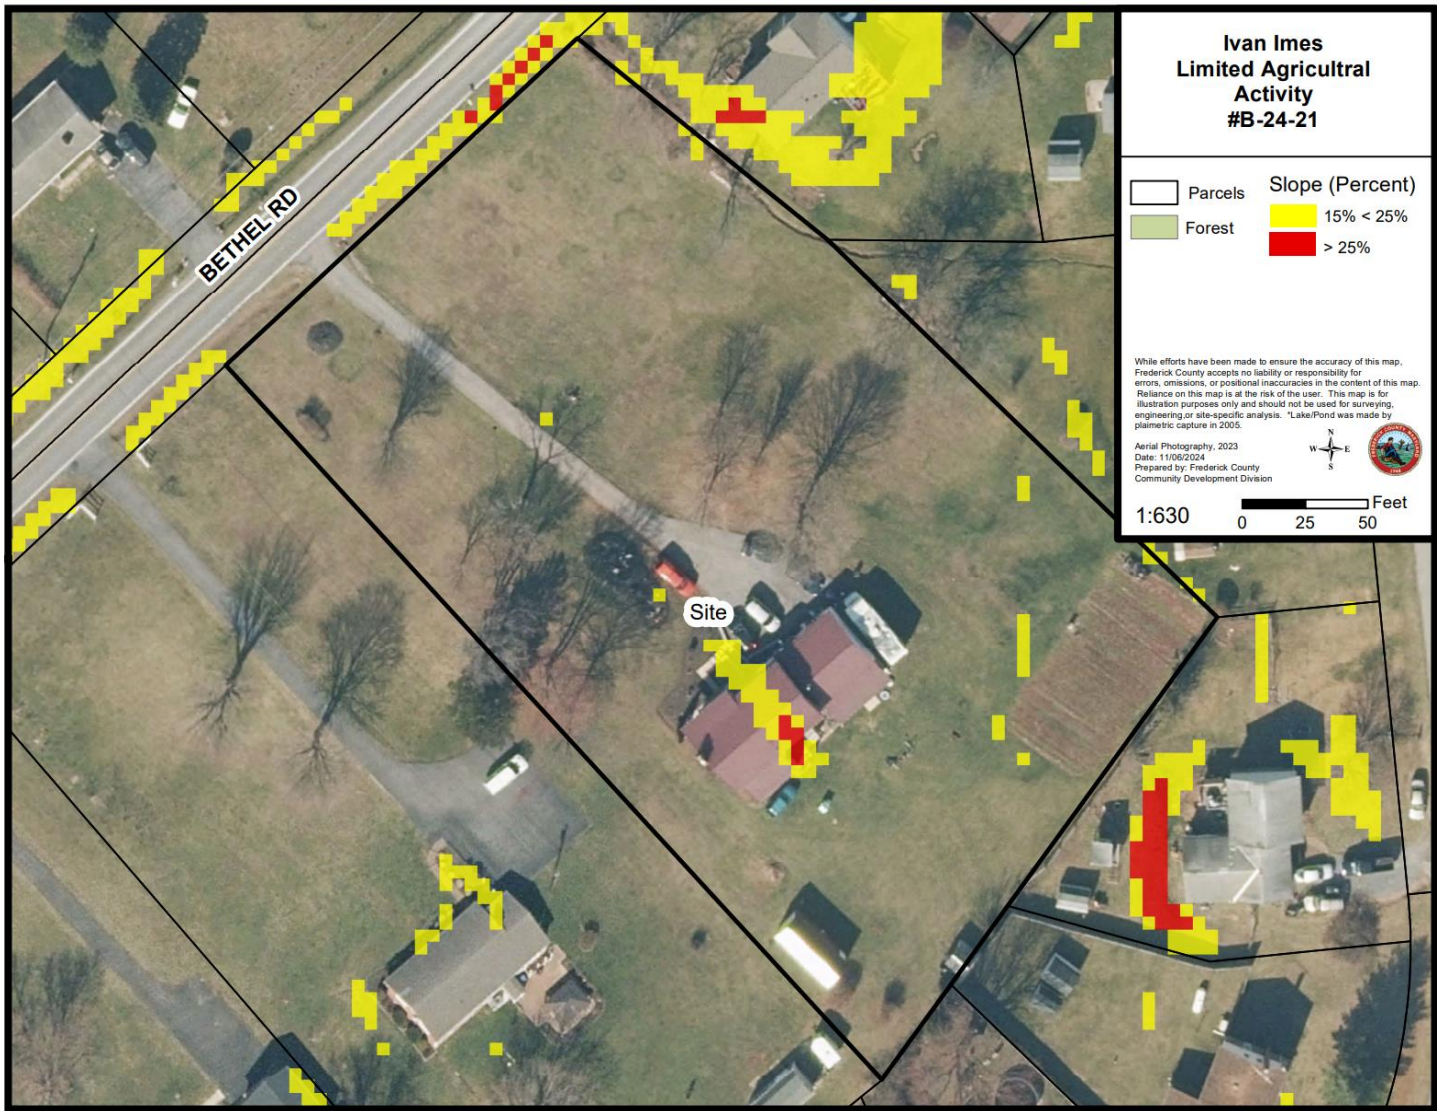 Ivan Imes
Limited Agricultral
Activity
#B-24-21
Parcels
Forest
Slope (Percent)
15% < 25%
> 25%
While efforts have been made to ensure the accuracy of this map,
Frederick County accepts no liability or responsibility for
errors, omissions, or positional inaccuracies in the content of this map.
Reliance on this map is at the risk of the user. This map is for
illustration purposes only and should not be used for surveying,
engineering,or site-specific analysis. *Lake/Pond was made by
plaimetric capture in 2005.
Aerial Photography, 2023
Date: 11/06/2024
Prepared by: Frederick County
Community Development Division
N
W E
S
1:630
Feet
0 25 50
BETHEL RD
Site